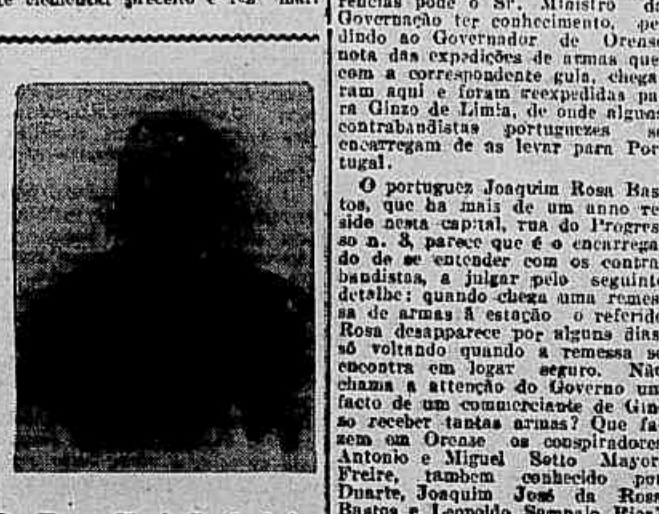 elementar preceito e
rencias póde o Sr. Ministro da
Governação ter conhecimento, pe-
dindo ao Governador de Orense
nota das expedições de armas que
com a correspondente guia, chega-
ram aqui e foram reexpedidas pa-
ra Ginzo de Limia, de onde alguns
contrabandistas portuguezes se
encarregam de as levar para Por-
tugal.
O portuguez Joaquim Rosa Bas-
tos, que ha mais de um anno re-
side nesta capital, rua do Progres-
so n. 3, parece que é o encarrega-
do de se entender com os contra-
bandistas, a julgar pelo seguinte
detalhe: quando chega uma remes-
sa de armas á estação o referido
Rosa desapparece por alguns dias,
só voltando quando a remessa se
encontra em logar seguro. Não
chama a attenção do Governo um
facto de um commerciante de Gin-
so receber tantas armas? Que fa-
zem em Orense os conspiradores
Antonio e Miguel Sotto Mayor,
Freire, tambem conhecido por
Duarte, Joaquim José da Rosa
Bastos e Leopoldo Sampaio